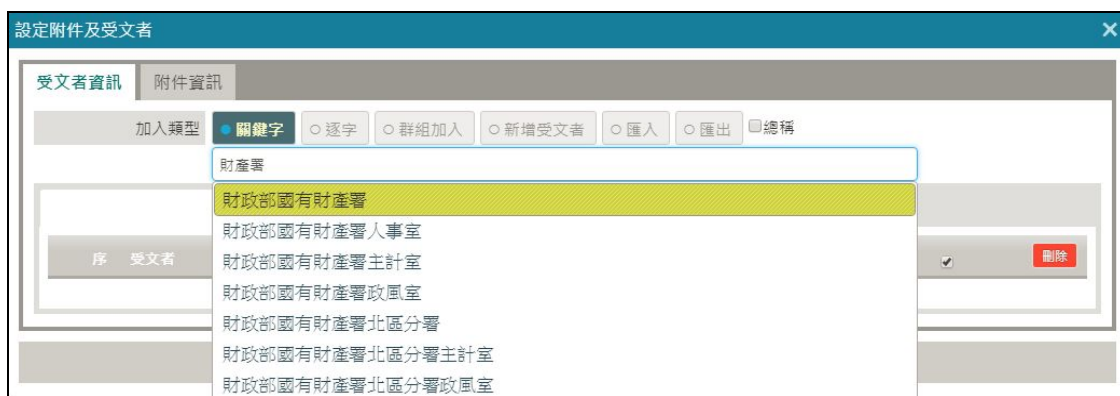 設定附件及受文者
受文者資訊 附件資訊
加入類型 關鍵字 逐字 群組加入 新增受文者 匯入 匯出 總稱
財產署
財政部國有財產署
財政部國有財產署人事室
序 受文者 財政部國有財產署主計室 刪除
財政部國有財產署政風室
財政部國有財產署北區分署
財政部國有財產署北區分署主計室
財政部國有財產署北區分署政風室